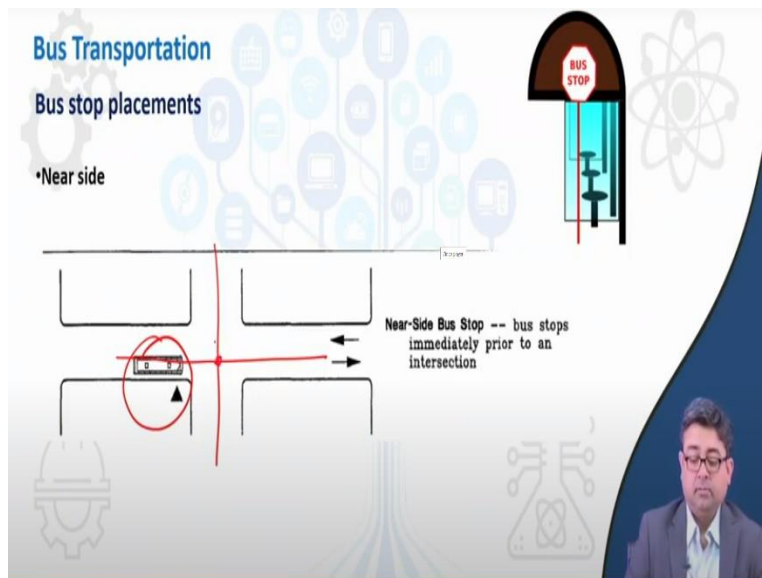 Bus Transportation
Bus stop placements
•Near side
BUS
STOP
Near-Side Bus Stop -- bus stops
immediately prior to an
intersection